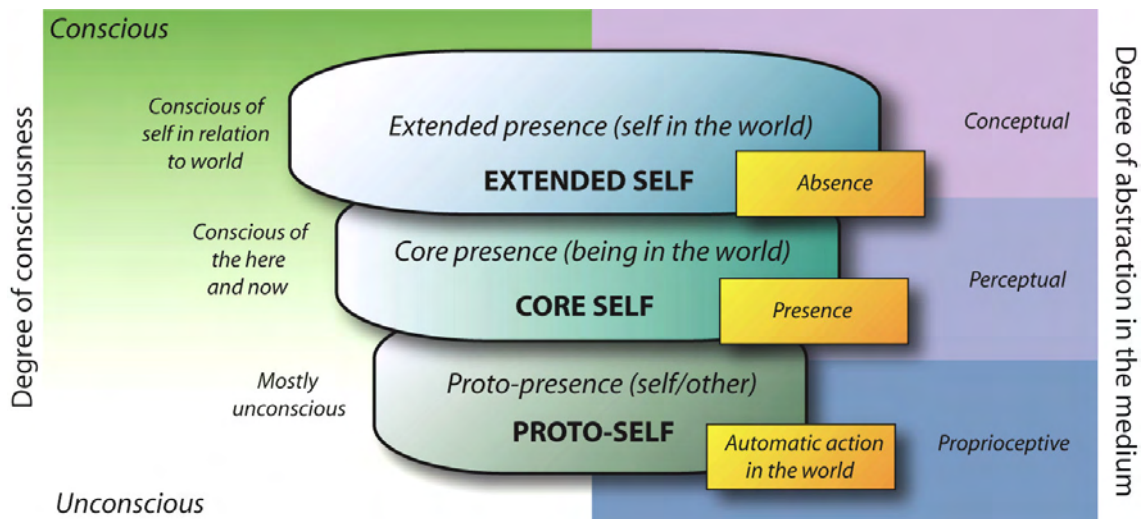 Conscious
Degree of consciousness
Degree of abstraction in the medium
Conscious of
self in relation
to world
Extended presence (self in the world)
EXTENDED SELF
Absence
Conceptual
Conscious of
the here
and now
Core presence (being in the world)
CORE SELF
Presence
Perceptual
Mostly
unconscious
Proto-presence (self/other)
PROTO-SELF
Automatic action
in the world
Proprioceptive
Unconscious